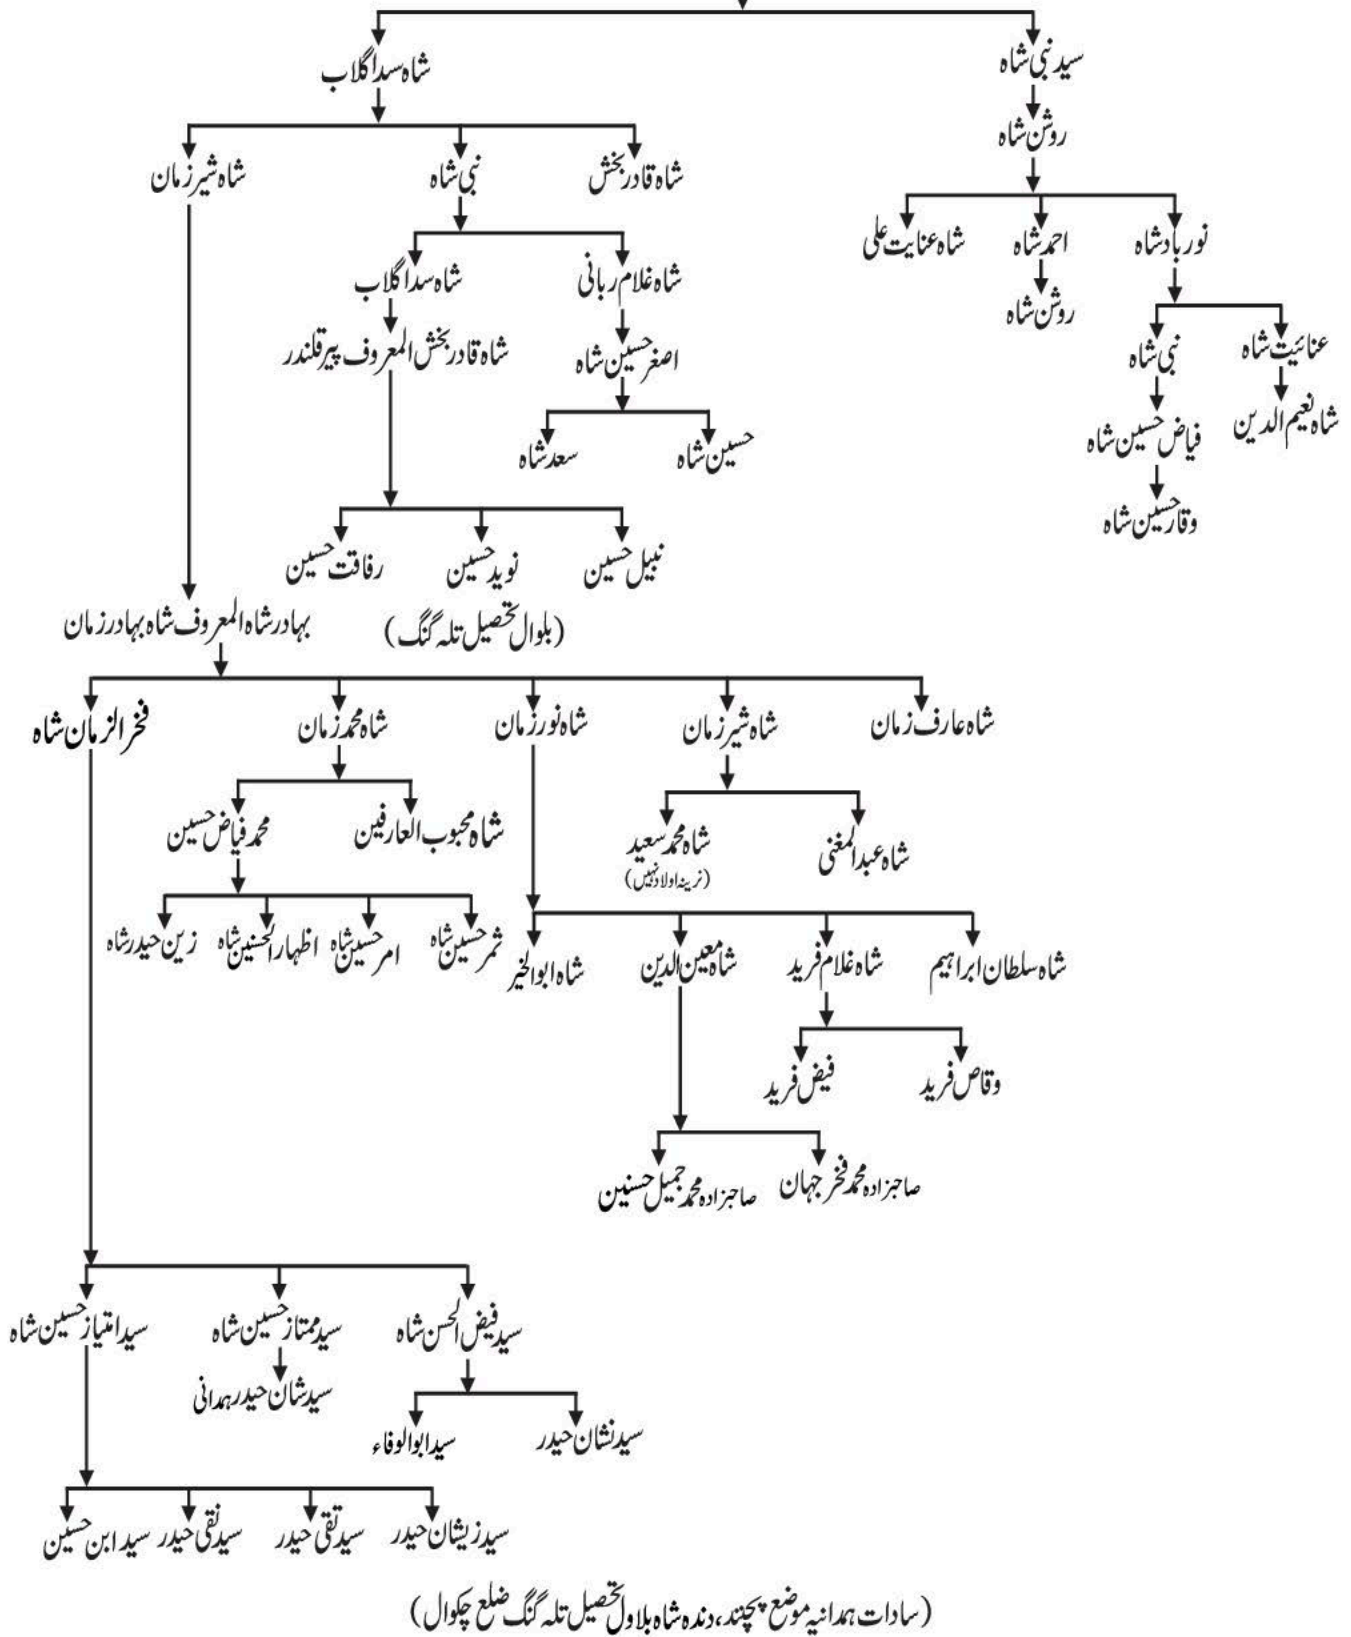 سید نبی شاہ
شاہ سدا گلاب
روشن شاہ
شاہ قادر بخش
نبی شاہ
شاہ شیر زمان
نور بادشاہ
احمد شاہ
شاہ عنایت علی
شاہ غلام ربانی
شاہ سدا گلاب
روشن شاہ
عنائیت شاہ
نبی شاہ
اصغر حسین شاہ
شاہ قادر بخش المعروف پیر قلندر
شاہ نعیم الدین
فیاض حسین شاہ
حسین شاہ
سعد شاہ
وقار حسین شاہ
نبیل حسین
نوید حسین
رفاقت حسین
(بلوال تحصیل تلہ گنگ)
بہادر شاہ المعروف شاہ بہادر زمان
شاہ عارف زمان
شاہ شیر زمان
شاہ نور زمان
شاہ محمد زمان
فخر الزمان شاہ
شاہ عبدالمغنی
شاہ محمد سعید
(نرینہ اولاد نہیں)
شاہ محبوب العارفین
محمد فیاض حسین
ثمر حسین شاہ
امر حسین شاہ
اظہار الحسنین شاہ
زین حیدر شاہ
شاہ سلطان ابراہیم
شاہ غلام فرید
شاہ معین الدین
شاہ ابوالخیر
وقاص فرید
فیض فرید
صاحبزادہ محمد فخر جہان
صاحبزادہ محمد جمیل حسنین
سید فیض الحسن شاہ
سید ممتاز حسین شاہ
سید امتیاز حسین شاہ
سید شان حیدر ہمدانی
سید نشان حیدر
سید ابوالوفاء
سید زیشان حیدر
سید تقی حیدر
سید نقی حیدر
سید ابن حسین
(سادات ہمدانیہ موضع پچنند، دندہ شاہ بلاول تحصیل تلہ گنگ ضلع چکوال)